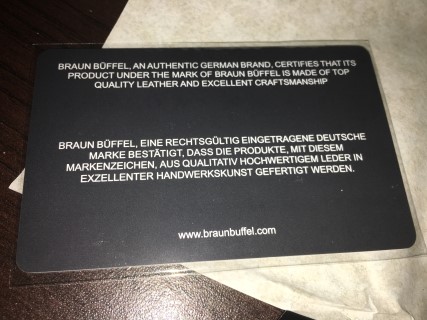 BRAUN BÜFFEL, AN AUTHENTIC GERMAN BRAND, CERTIFIES THAT ITS
PRODUCT UNDER THE MARK OF BRAUN BÜFFEL IS MADE OF TOP
QUALITY LEATHER AND EXCELLENT CRAFTSMANSHIP
BRAUN BÜFFEL, EINE RECHTSGÜLTIG EINGETRAGENE DEUTSCHE
MARKE BESTÄTIGT, DASS DIE PRODUKTE, MIT DIESEM
MARKENZEICHEN, AUS QUALITATIV HOCHWERTIGEM LEDER IN
EXZELLENTER HANDWERKSKUNST GEFERTIGT WERDEN.
www.braunbuffel.com